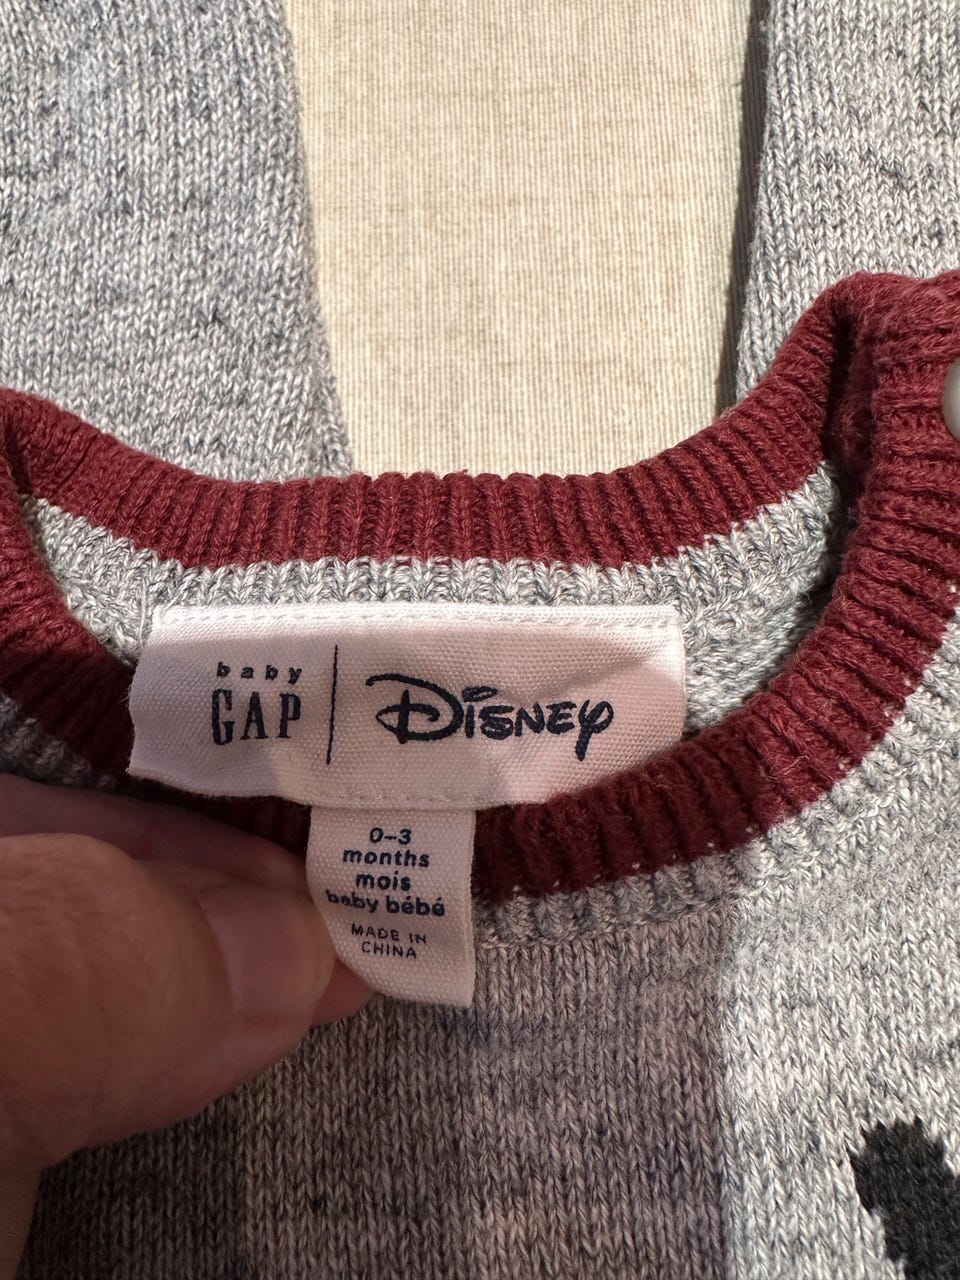 baby
GAP | Disney
0-3
months
mois
baby bébé
MADE IN
CHINA